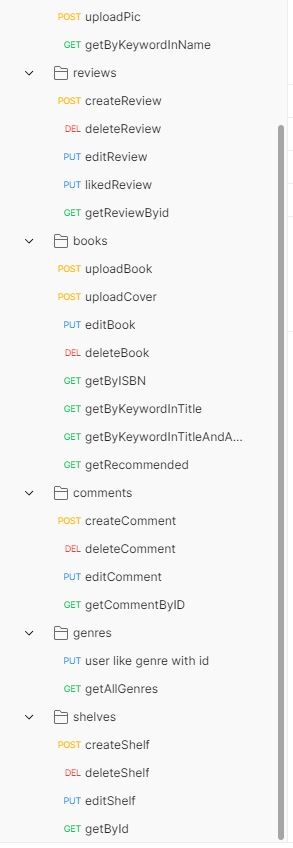 POST uploadPic
GET getByKeywordInName
reviews
POST createReview
DEL deleteReview
PUT editReview
PUT likedReview
GET getReviewByid
books
POST uploadBook
POST uploadCover
PUT editBook
DEL deleteBook
GET getByISBN
GET getByKeywordInTitle
GET getByKeywordInTitleAndA...
GET getRecommended
comments
POST createComment
DEL deleteComment
PUT editComment
GET getCommentByID
genres
PUT user like genre with id
GET getAllGenres
shelves
POST createShelf
DEL deleteShelf
PUT editShelf
GET getById